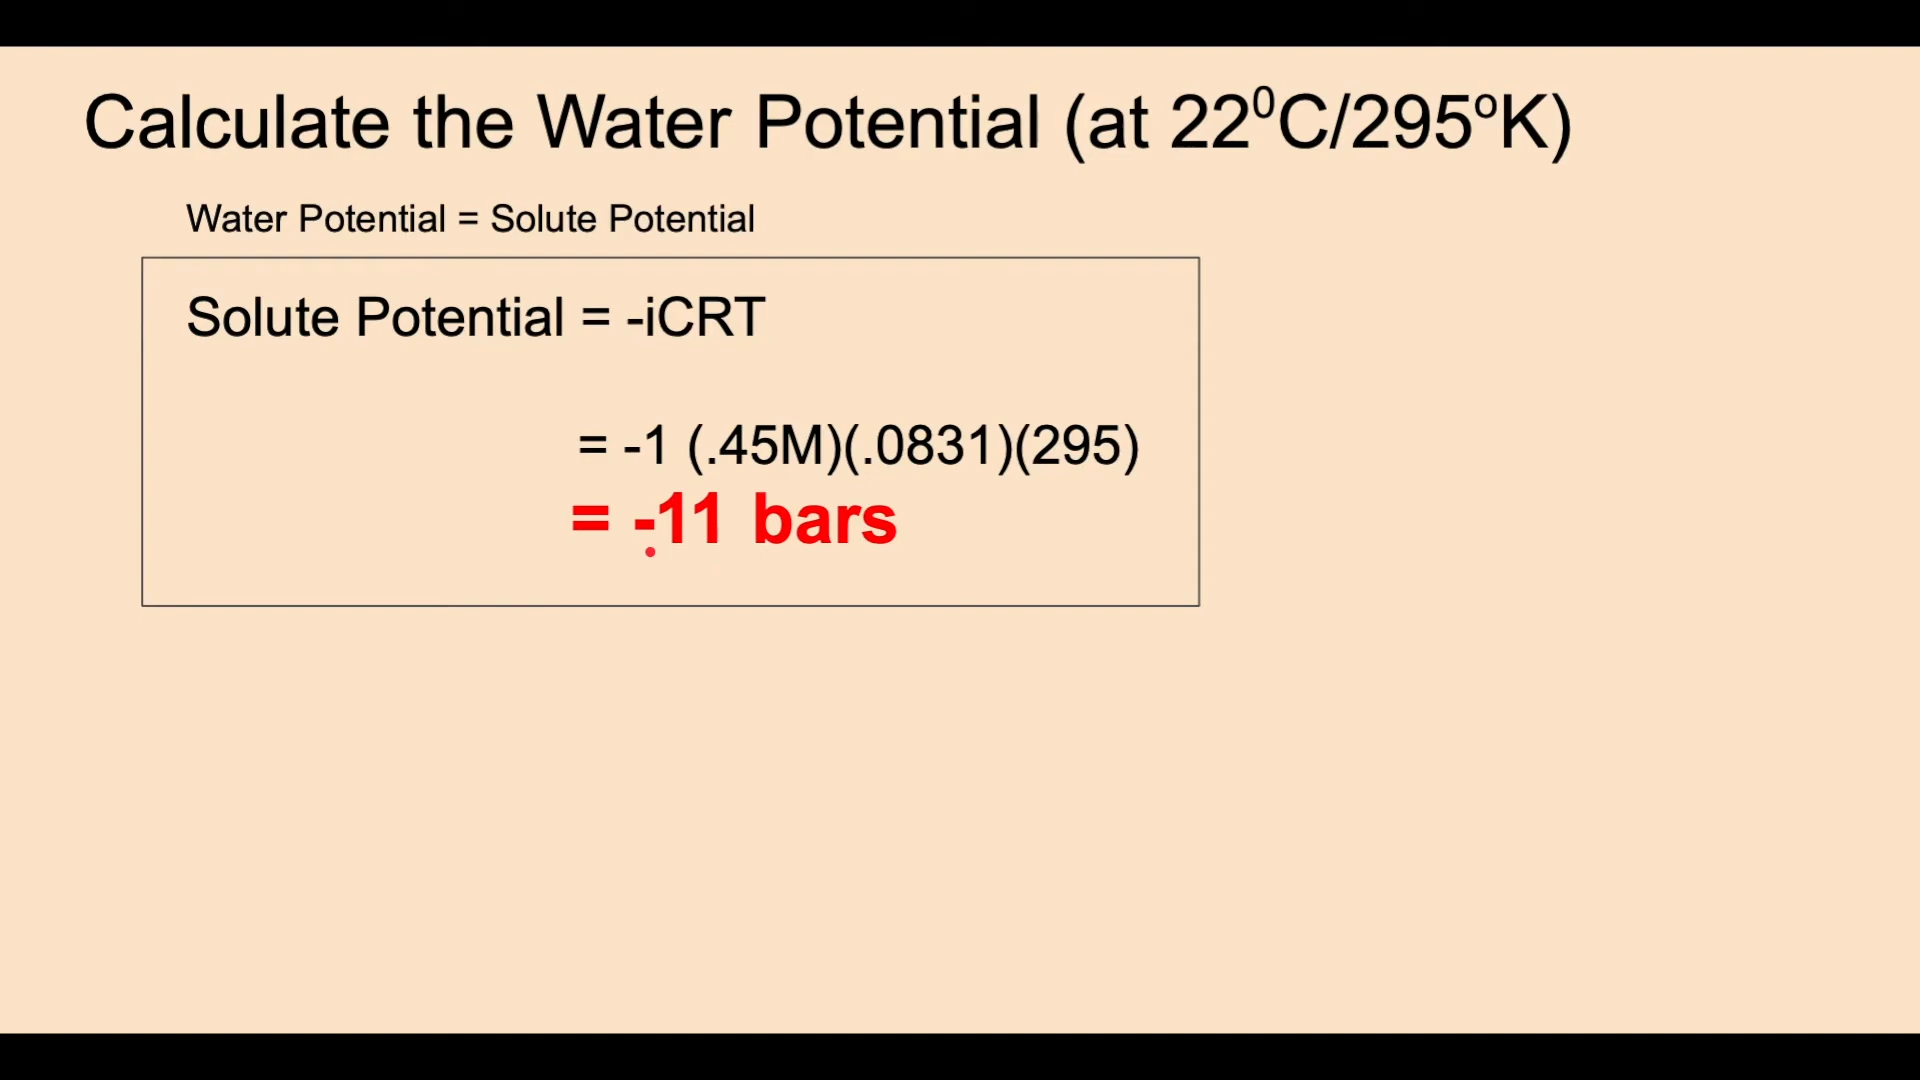 Calculate the Water Potential (at 22⁰C/295ºK)
Water Potential = Solute Potential
Solute Potential = -iCRT
= -1 (.45M)(.0831)(295)
= -11 bars